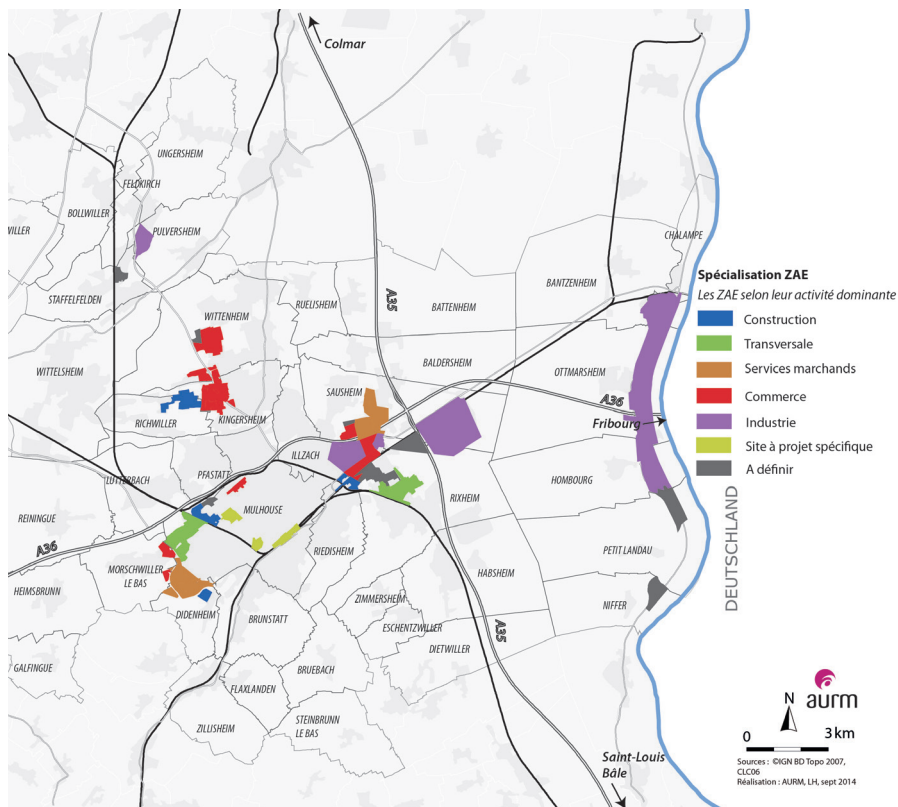 Colmar
UNGERSHEIM
FELDKIRCH
BOLLWILLER
WILLER
PULVERSHEIM
CHALAMPE
STAFFELFELDEN
BANTZENHEIM
RUELISHEIM
A35
BATTENHEIM
WITTENHEIM
WITTELSHEIM
BALDERSHEIM
OTTMARSHEIM
SAUSHEIM
A36
Fribourg
RICHWILLER
KINGERSHEIM
ILLZACH
PFASTATT
LUTTERBACH
HOMBOURG
RIXHEIM
MULHOUSE
REININGUE
A36
RIEDISHEIM
PETIT LANDAU
MORSCHWILLER
LE BAS
HABSHEIM
HEIMSBRUNN
ZIMMERSHEIM
NIFFER
DIDENHEIM
BRUNSTATT
ESCHENTZWILLER
A35
DIETWILLER
GALFINGUE
BRUEBACH
FLAXLANDEN
STEINBRUNN
LE BAS
ZILLISHEIM
Saint-Louis
Bâle
DEUTSCHLAND
Spécialisation ZAE
Les ZAE selon leur activité dominante
Construction
Transversale
Services marchands
Commerce
Industrie
Site à projet spécifique
A définir
aurm
N
0 3 km
Sources : ©IGN BD Topo 2007,
CLC06
Réalisation : AURM, LH, sept 2014